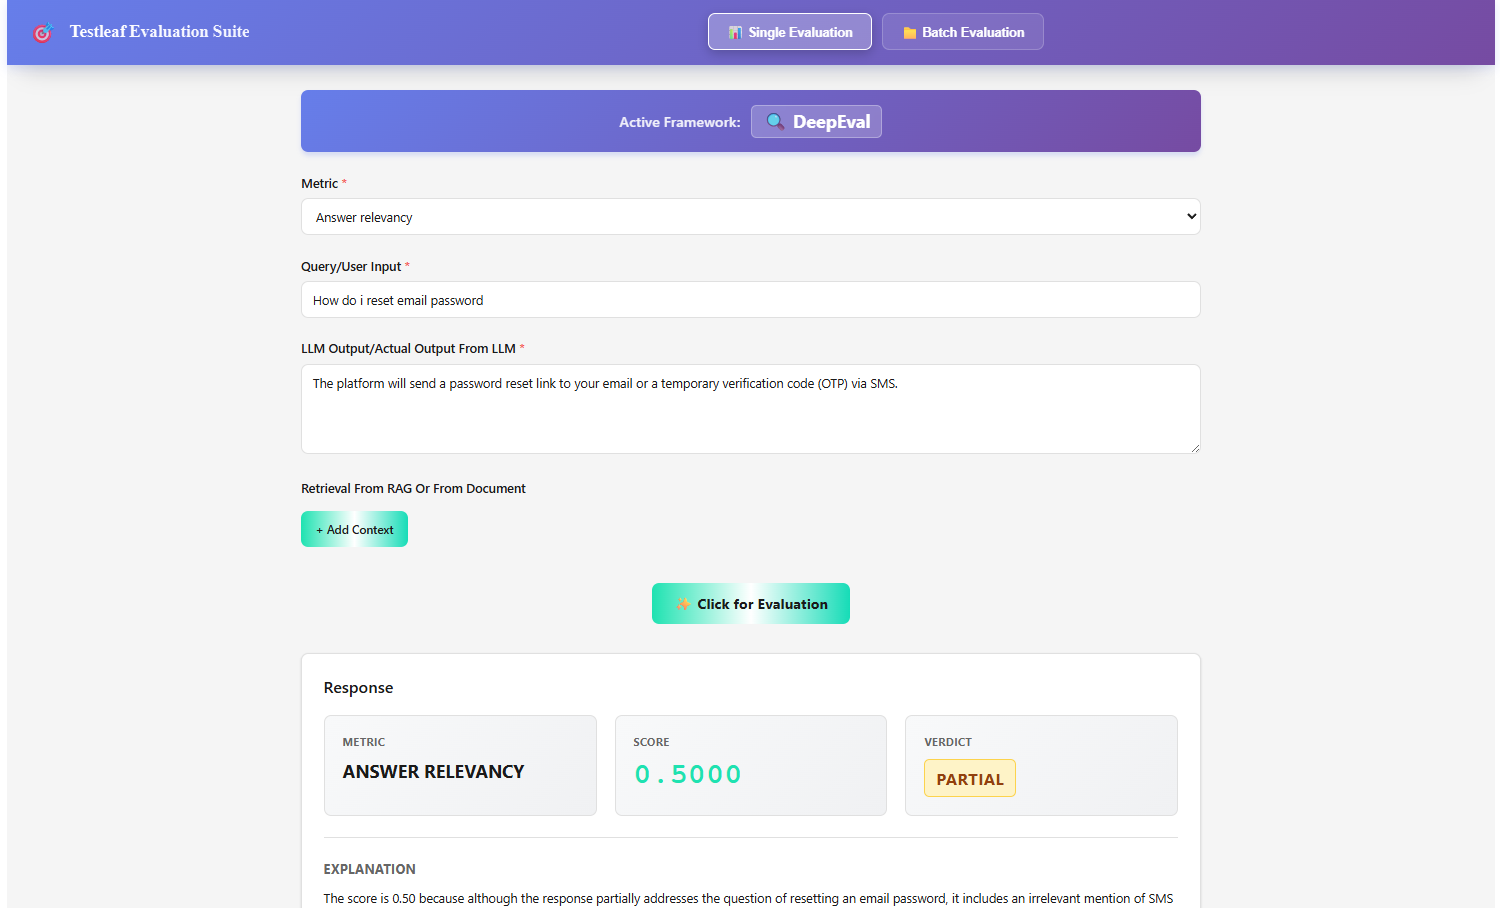 Testleaf Evaluation Suite
Single Evaluation
Batch Evaluation
Active Framework:
DeepEval
Metric *
Answer relevancy
Query/User Input *
How do i reset email password
LLM Output/Actual Output From LLM *
The platform will send a password reset link to your email or a temporary verification code (OTP) via SMS.
Retrieval From RAG Or From Document
+ Add Context
Click for Evaluation
Response
METRIC
ANSWER RELEVANCY
SCORE
0.5000
VERDICT
PARTIAL
EXPLANATION
The score is 0.50 because although the response partially addresses the question of resetting an email password, it includes an irrelevant mention of SMS